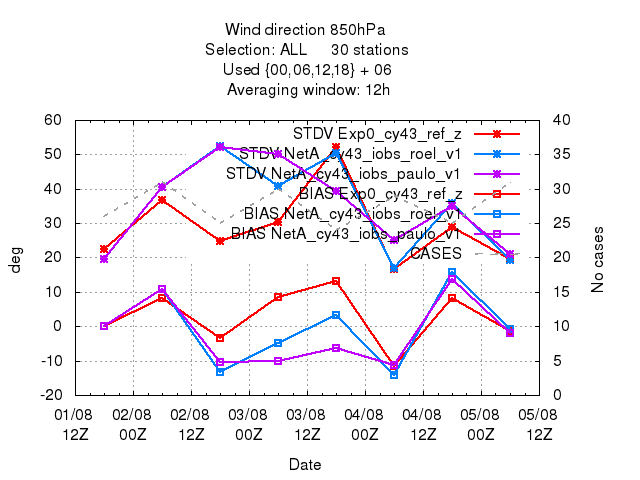 Wind direction 850hPa
Selection: ALL 30 stations
Used {00,06,12,18} + 06
Averaging window: 12h
60 40
STDV Exp0_cy43_ref_z
50 35
STDV NetA_cy43_iobs_roel_v1
STDV NetA_cy43_iobs_paulo_v1
40 30
BIAS Exp0_cy43_ref_z
BIAS NetA_cy43_iobs_roel_v1
30 25
BIAS NetA_cy43_iobs_paulo_v1
CASES
20 20
deg No cases
10 15
0 10
-10 5
-20 0
01/08 02/08 02/08 03/08 03/08 04/08 04/08 05/08 05/08
12Z 00Z 12Z 00Z 12Z 00Z 12Z 00Z 12Z
Date